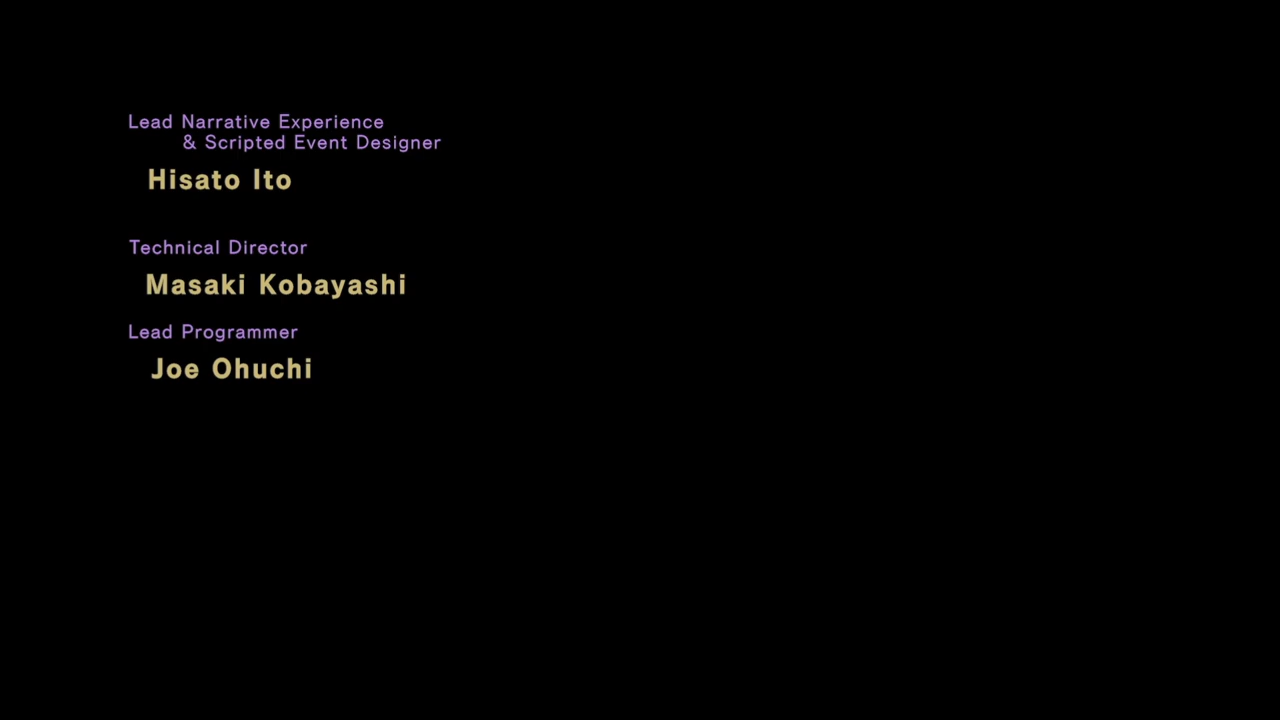 Lead Narrative Experience
& Scripted Event Designer
Hisato Ito
Technical Director
Masaki Kobayashi
Lead Programmer
Joe Ohuchi